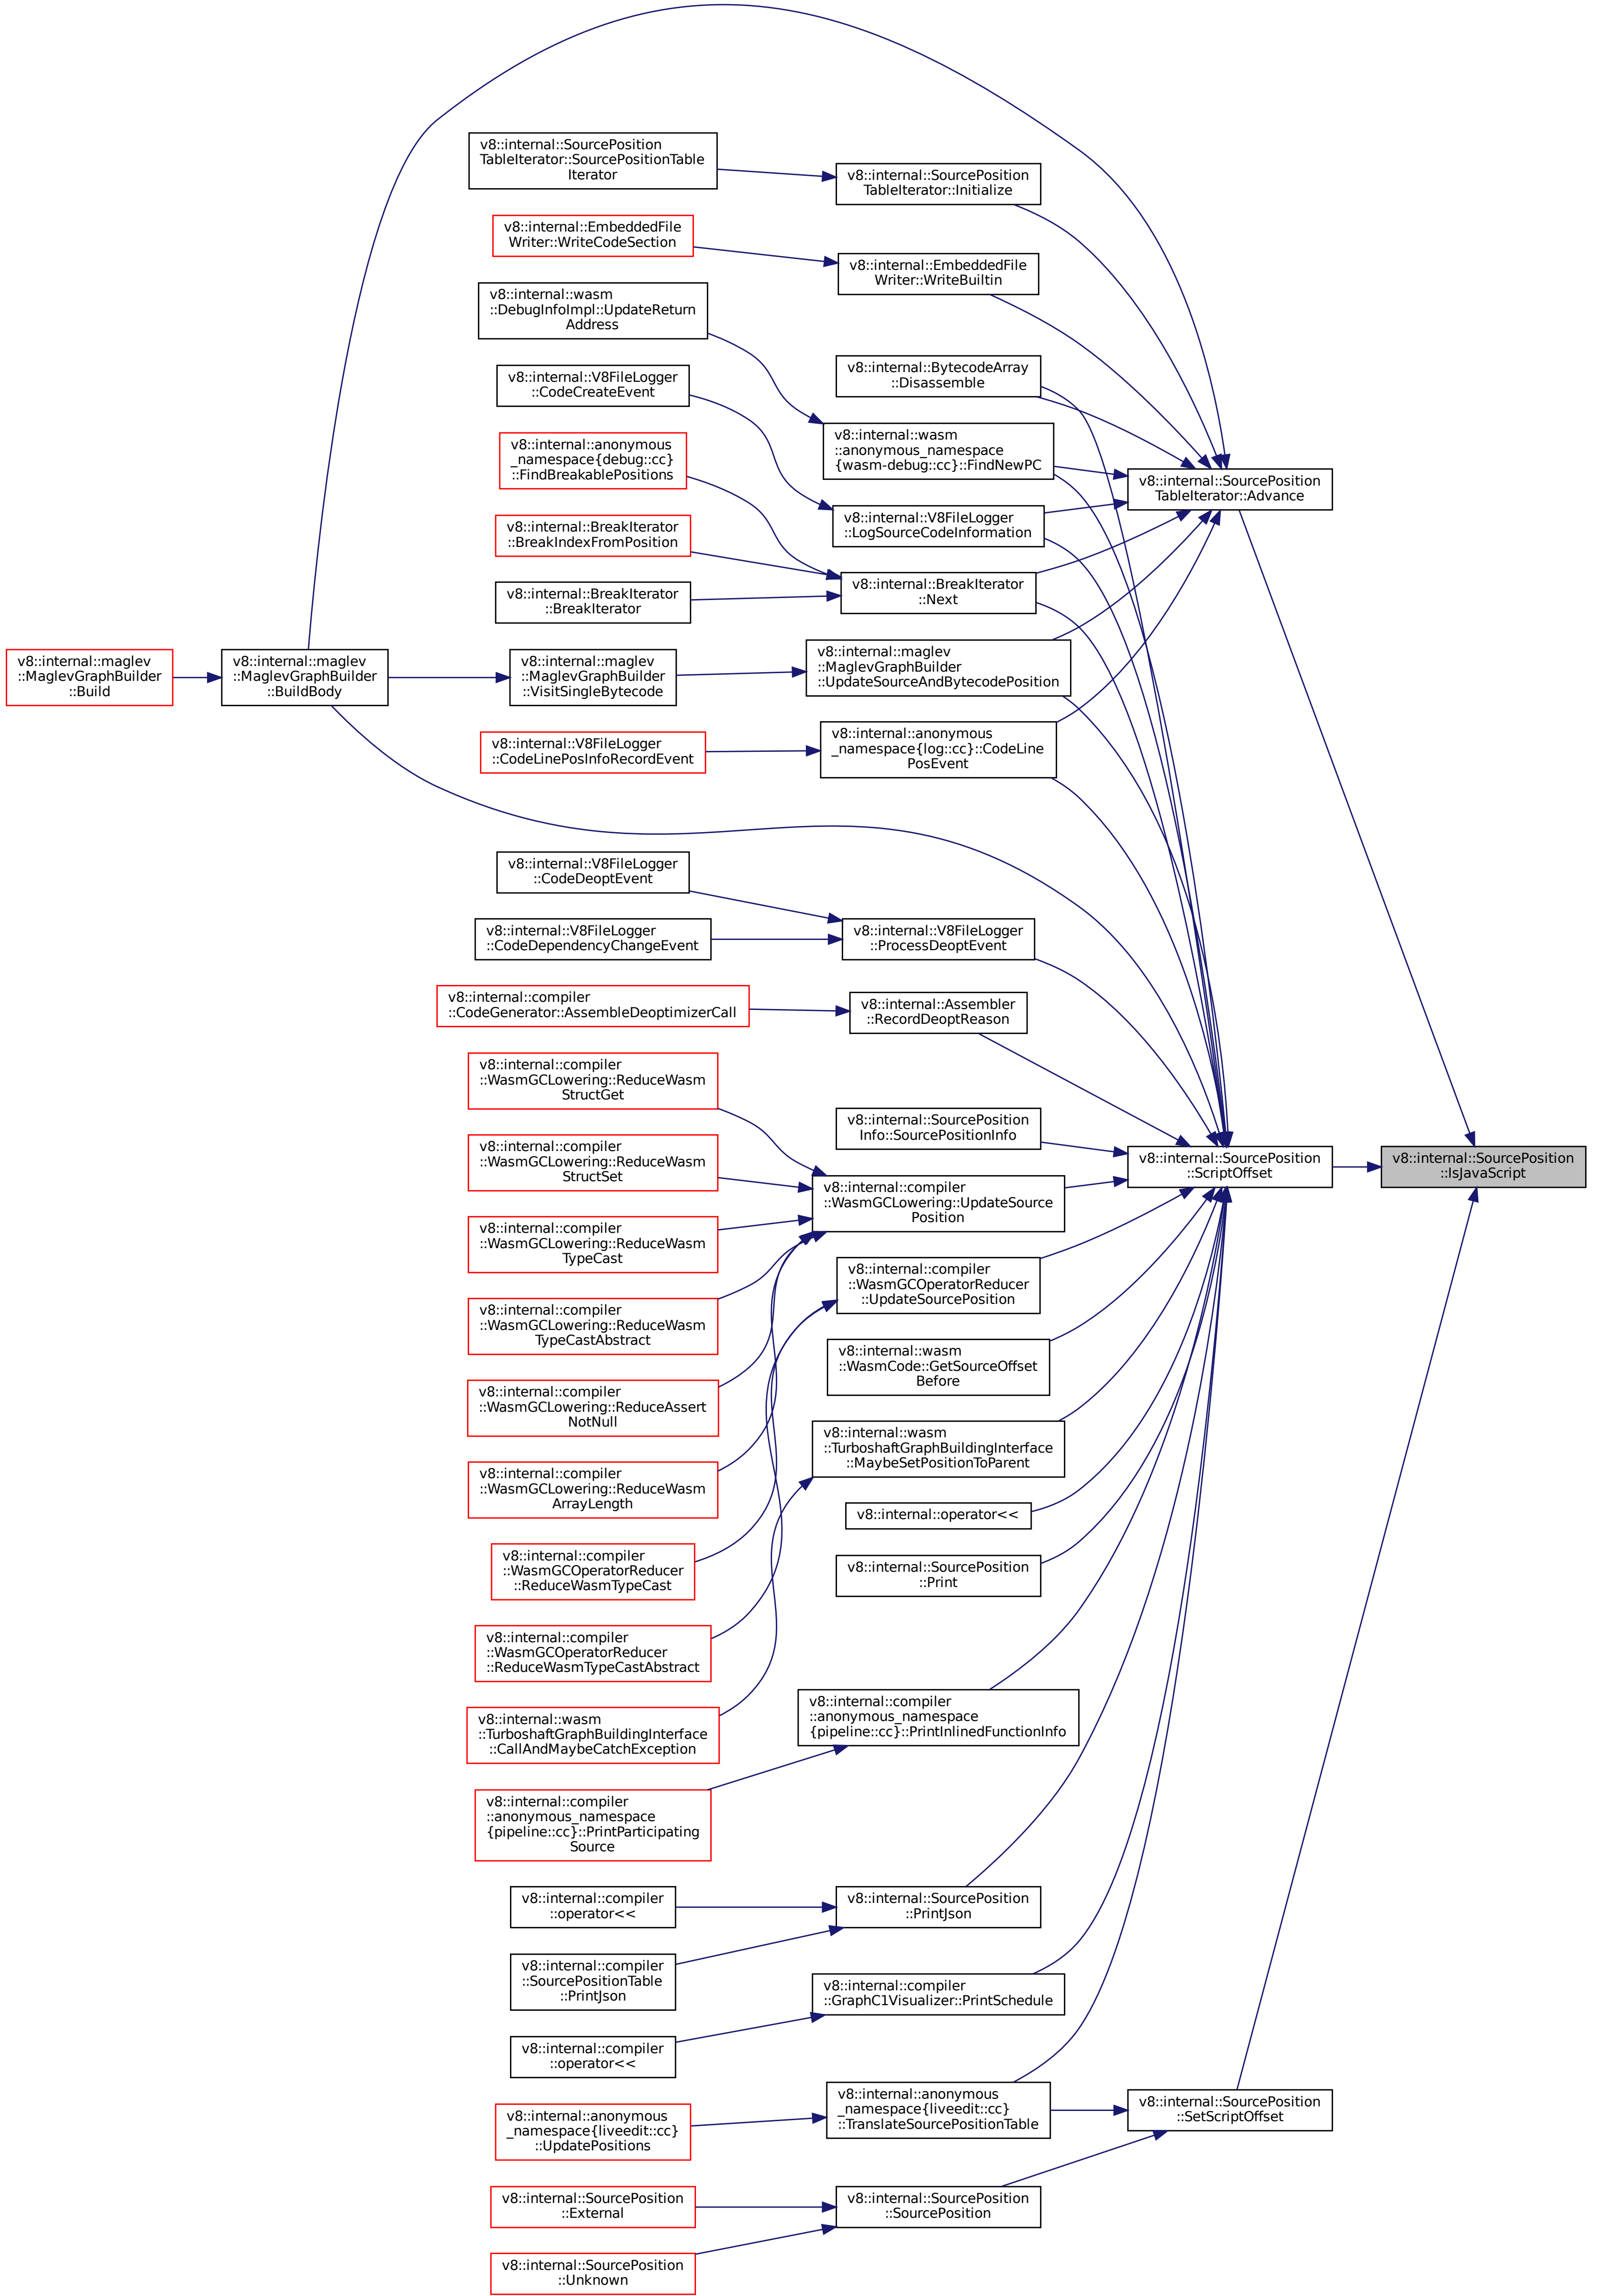 v8::internal::SourcePosition
TableIterator::SourcePositionTable
Iterator
v8::internal::SourcePosition
TableIterator::Initialize
v8::internal::EmbeddedFile
Writer::WriteCodeSection
v8::internal::EmbeddedFile
Writer::WriteBuiltin
v8::internal::wasm
::DebugInfoImpl::UpdateReturn
Address
v8::internal::BytecodeArray
::Disassemble
v8::internal::V8FileLogger
::CodeCreateEvent
v8::internal::wasm
::anonymous_namespace
{wasm-debug::cc}::FindNewPC
v8::internal::anonymous
_namespace{debug::cc}
::FindBreakablePositions
v8::internal::SourcePosition
TableIterator::Advance
v8::internal::V8FileLogger
::LogSourceCodeInformation
v8::internal::BreakIterator
::BreakIndexFromPosition
v8::internal::BreakIterator
::Next
v8::internal::BreakIterator
::BreakIterator
v8::internal::maglev
::MaglevGraphBuilder
::Build
v8::internal::maglev
::MaglevGraphBuilder
::BuildBody
v8::internal::maglev
::MaglevGraphBuilder
::VisitSingleBytecode
v8::internal::maglev
::MaglevGraphBuilder
::UpdateSourceAndBytecodePosition
v8::internal::V8FileLogger
::CodeLinePosInfoRecordEvent
v8::internal::anonymous
_namespace{log::cc}::CodeLine
PosEvent
v8::internal::V8FileLogger
::CodeDeoptEvent
v8::internal::V8FileLogger
::CodeDependencyChangeEvent
v8::internal::V8FileLogger
::ProcessDeoptEvent
v8::internal::compiler
::CodeGenerator::AssembleDeoptimizerCall
v8::internal::Assembler
::RecordDeoptReason
v8::internal::compiler
::WasmGCLowering::ReduceWasm
StructGet
v8::internal::SourcePosition
Info::SourcePositionInfo
v8::internal::compiler
::WasmGCLowering::ReduceWasm
StructSet
v8::internal::SourcePosition
::ScriptOffset
v8::internal::SourcePosition
::IsJavaScript
v8::internal::compiler
::WasmGCLowering::UpdateSource
Position
v8::internal::compiler
::WasmGCLowering::ReduceWasm
TypeCast
v8::internal::compiler
::WasmGCOperatorReducer
::UpdateSourcePosition
v8::internal::compiler
::WasmGCLowering::ReduceWasm
TypeCastAbstract
v8::internal::wasm
::WasmCode::GetSourceOffset
Before
v8::internal::compiler
::WasmGCLowering::ReduceAssert
NotNull
v8::internal::wasm
::TurboshaftGraphBuildingInterface
::MaybeSetPositionToParent
v8::internal::compiler
::WasmGCLowering::ReduceWasm
ArrayLength
v8::internal::operator<<
v8::internal::compiler
::WasmGCOperatorReducer
::ReduceWasmTypeCast
v8::internal::SourcePosition
::Print
v8::internal::compiler
::WasmGCOperatorReducer
::ReduceWasmTypeCastAbstract
v8::internal::wasm
::TurboshaftGraphBuildingInterface
::CallAndMaybeCatchException
v8::internal::compiler
::anonymous_namespace
{pipeline::cc}::PrintInlinedFunctionInfo
v8::internal::compiler
::anonymous_namespace
{pipeline::cc}::PrintParticipating
Source
v8::internal::compiler
::operator<<
v8::internal::SourcePosition
::PrintJson
v8::internal::compiler
::SourcePositionTable
::PrintJson
v8::internal::compiler
::GraphC1Visualizer::PrintSchedule
v8::internal::compiler
::operator<<
v8::internal::anonymous
_namespace{liveedit::cc}
::TranslateSourcePositionTable
v8::internal::SourcePosition
::SetScriptOffset
v8::internal::anonymous
_namespace{liveedit::cc}
::UpdatePositions
v8::internal::SourcePosition
::External
v8::internal::SourcePosition
::SourcePosition
v8::internal::SourcePosition
::Unknown